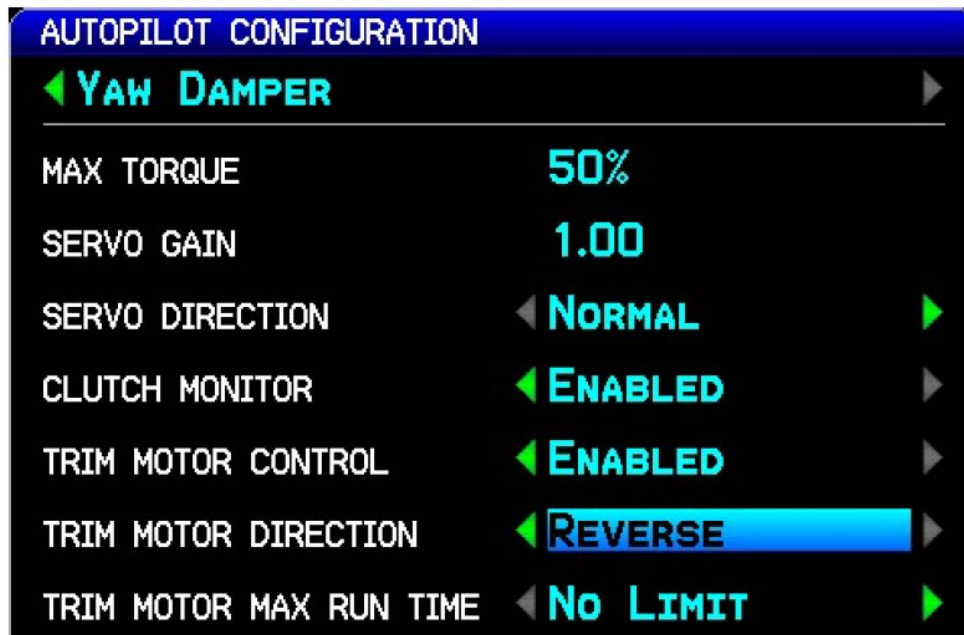 AUTOPILOT CONFIGURATION
YAW DAMPER
MAX TORQUE 50%
SERVO GAIN 1.00
SERVO DIRECTION NORMAL
CLUTCH MONITOR ENABLED
TRIM MOTOR CONTROL ENABLED
TRIM MOTOR DIRECTION REVERSE
TRIM MOTOR MAX RUN TIME NO LIMIT